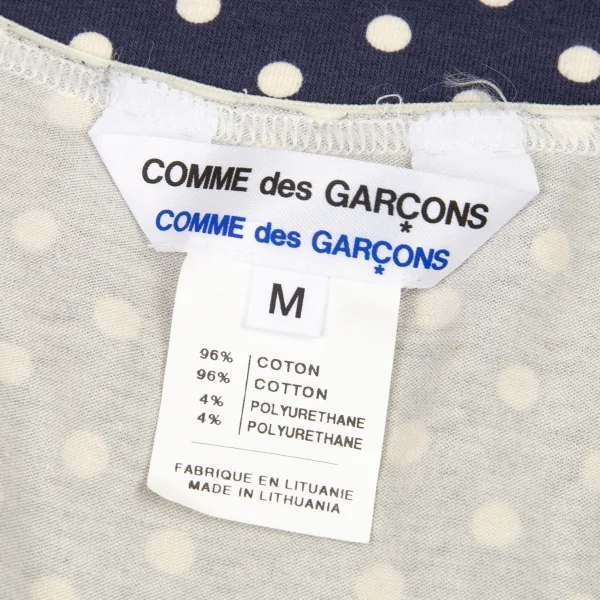 COMME des GARÇONS
COMME des GARÇONS
M
96% COTON
96% COTTON
4% POLYURETHANE
4% POLYURETHANE
FABRIQUE EN LITUANIE
MADE IN LITHUANIA